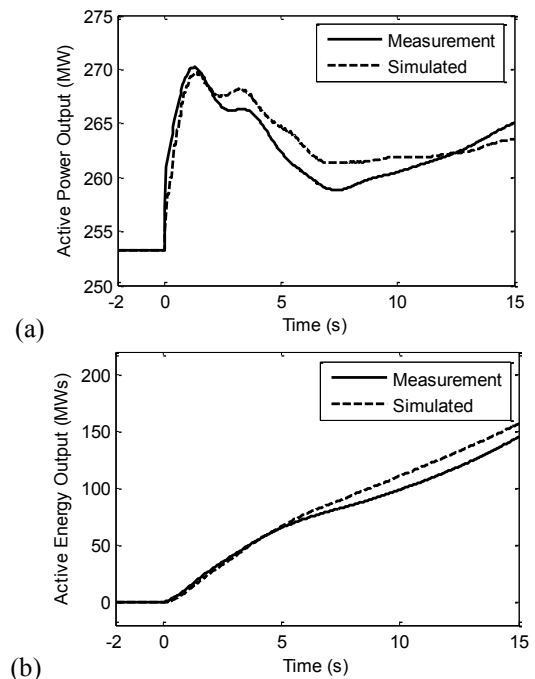 275
270
265
260
255
250
Active Power Output (MW)
Measurement
Simulated
-2 0 5 10 15
Time (s)
(a)
200
150
100
50
0
Active Energy Output (MWs)
Measurement
Simulated
-2 0 5 10 15
Time (s)
(b)